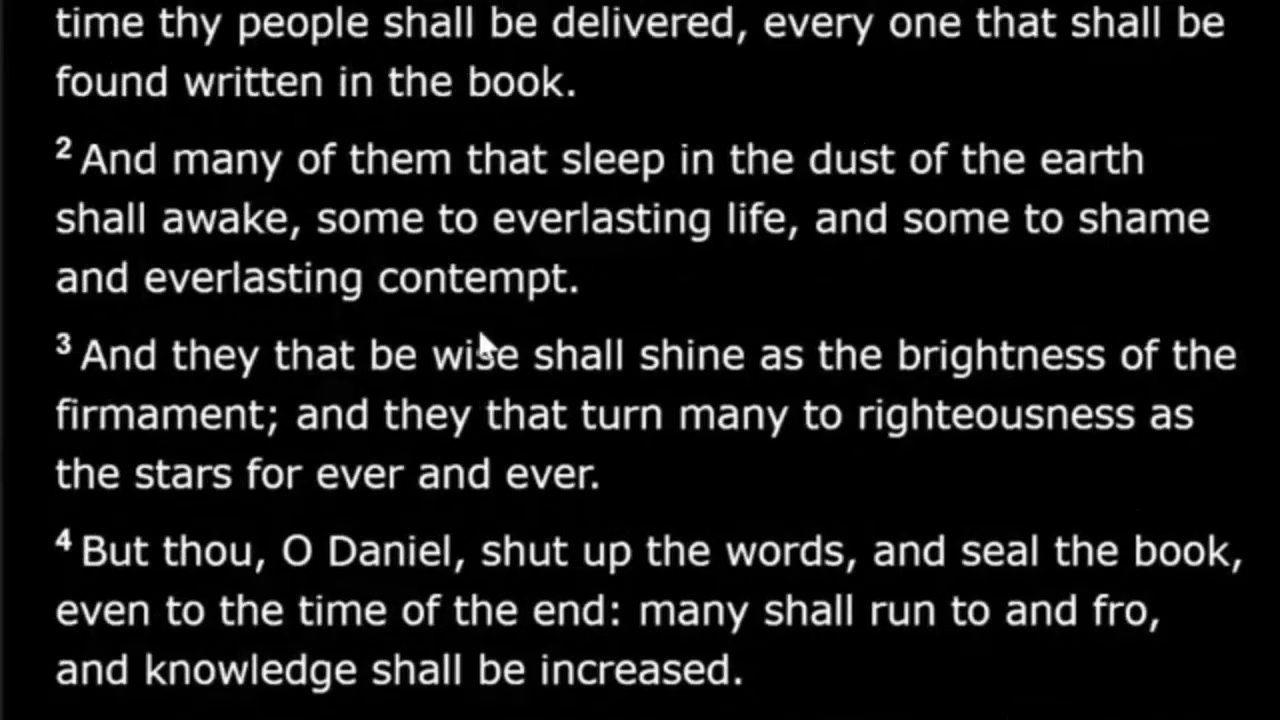 time thy people shall be delivered, every one that shall be
found written in the book.
2 And many of them that sleep in the dust of the earth
shall awake, some to everlasting life, and some to shame
and everlasting contempt.
3 And they that be wise shall shine as the brightness of the
firmament; and they that turn many to righteousness as
the stars for ever and ever.
4 But thou, O Daniel, shut up the words, and seal the book,
even to the time of the end: many shall run to and fro,
and knowledge shall be increased.